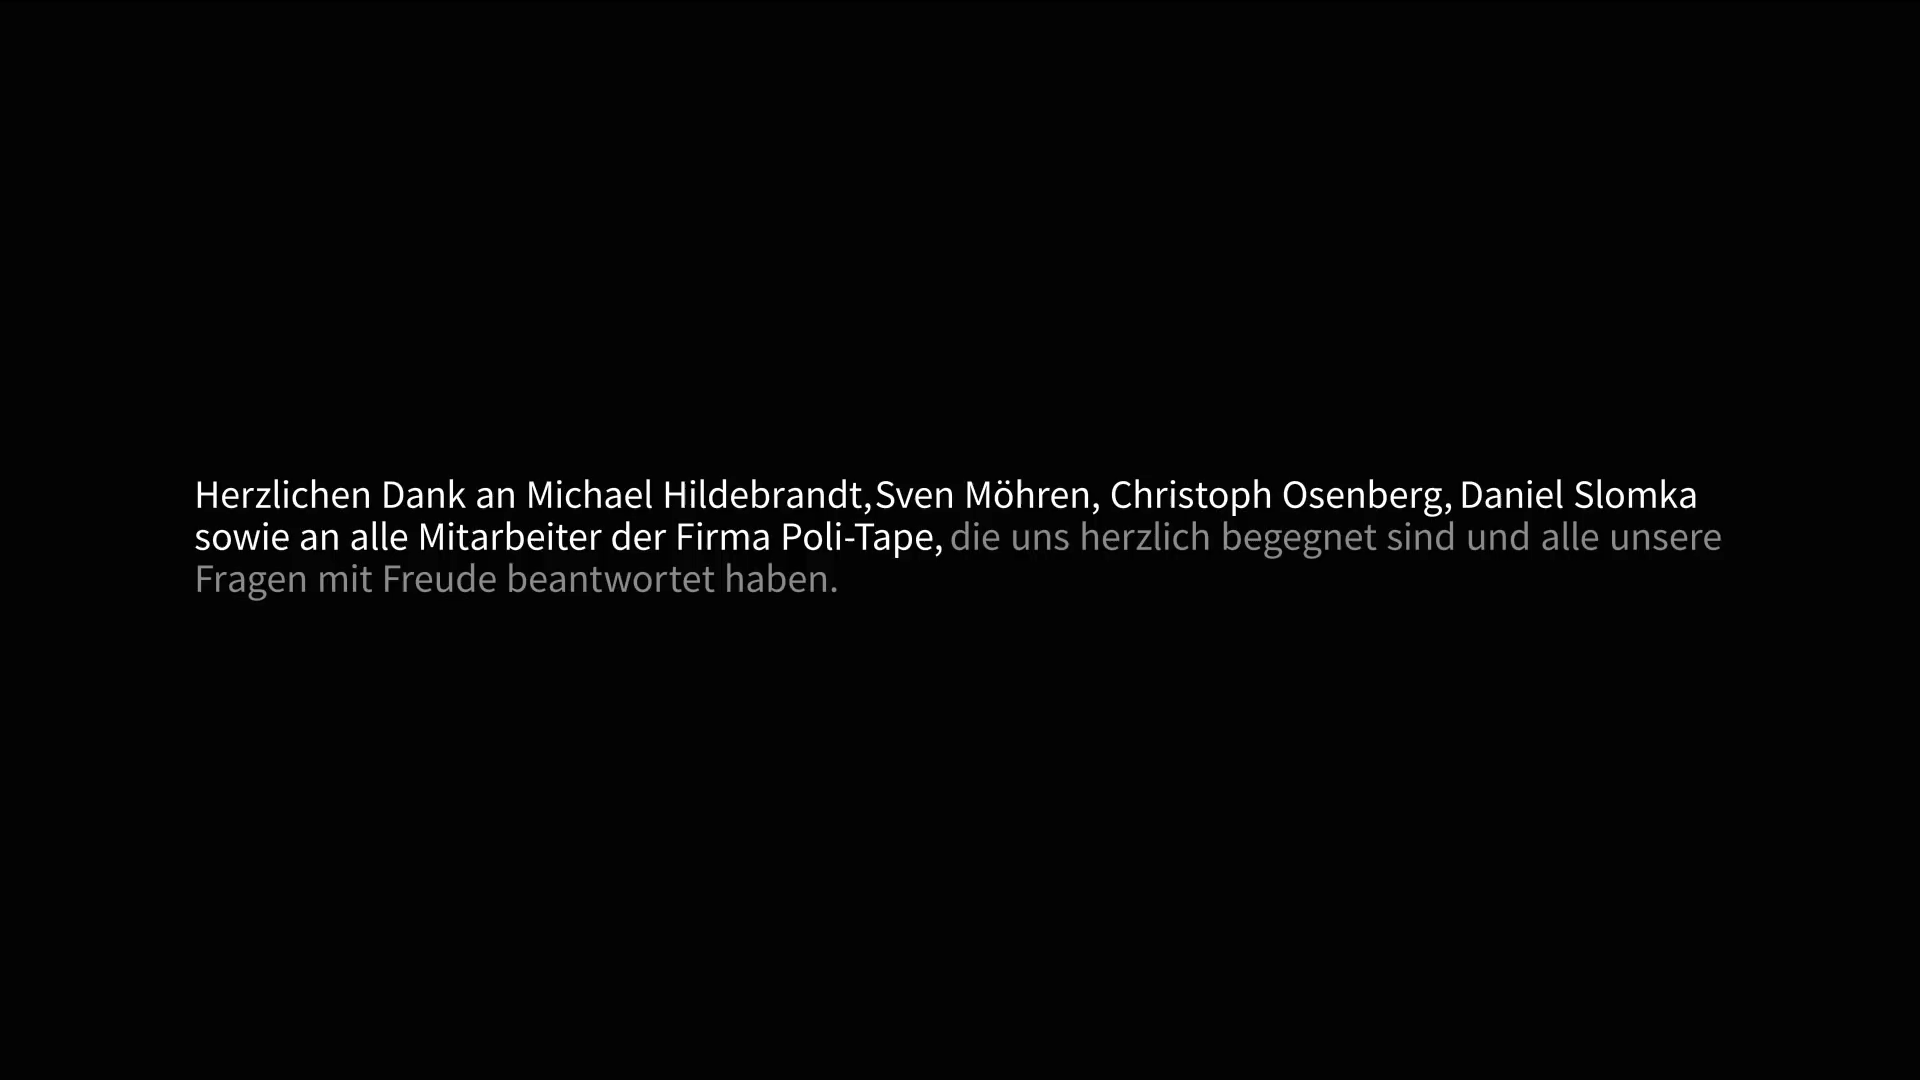 Herzlichen Dank an Michael Hildebrandt,Sven Möhren, Christoph Osenberg, Daniel Slomka
sowie an alle Mitarbeiter der Firma Poli-Tape, die uns herzlich begegnet sind und alle unsere
Fragen mit Freude beantwortet haben.